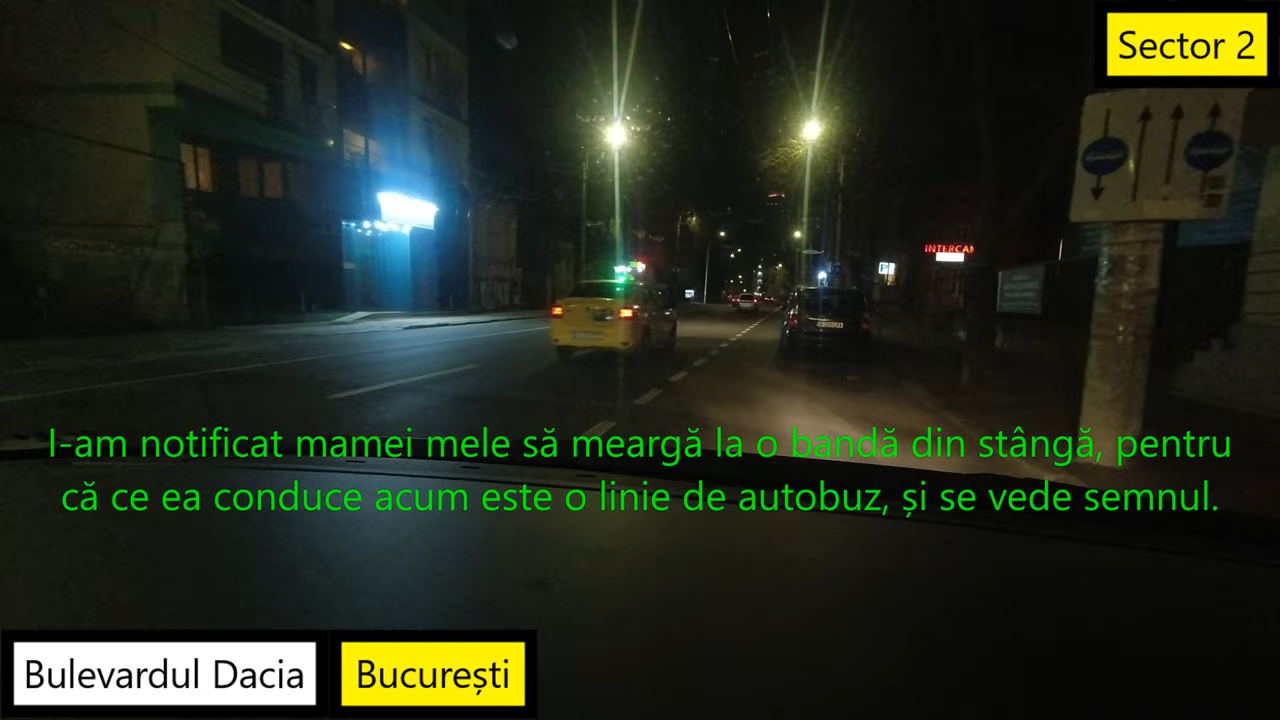 Sector 2
INTERCAM
I-am notificat mamei mele să meargă la o bandă din stângă, pentru
că ce ea conduce acum este o linie de autobuz, și se vede semnul.
Bulevardul Dacia
București